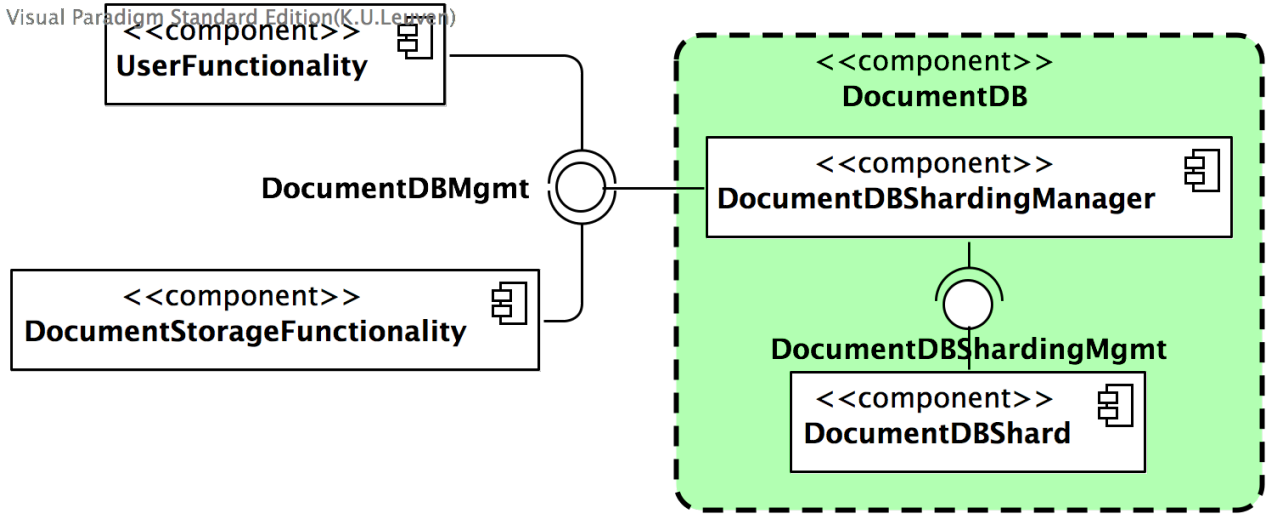 Visual Paradigm Standard Edition(K.U.Leuven)
<<component>>
UserFunctionality
<<component>>
DocumentDB
<<component>>
DocumentDBShardingManager
DocumentDBMgmt
<<component>>
DocumentStorageFunctionality
DocumentDBShardingMgmt
<<component>>
DocumentDBShard